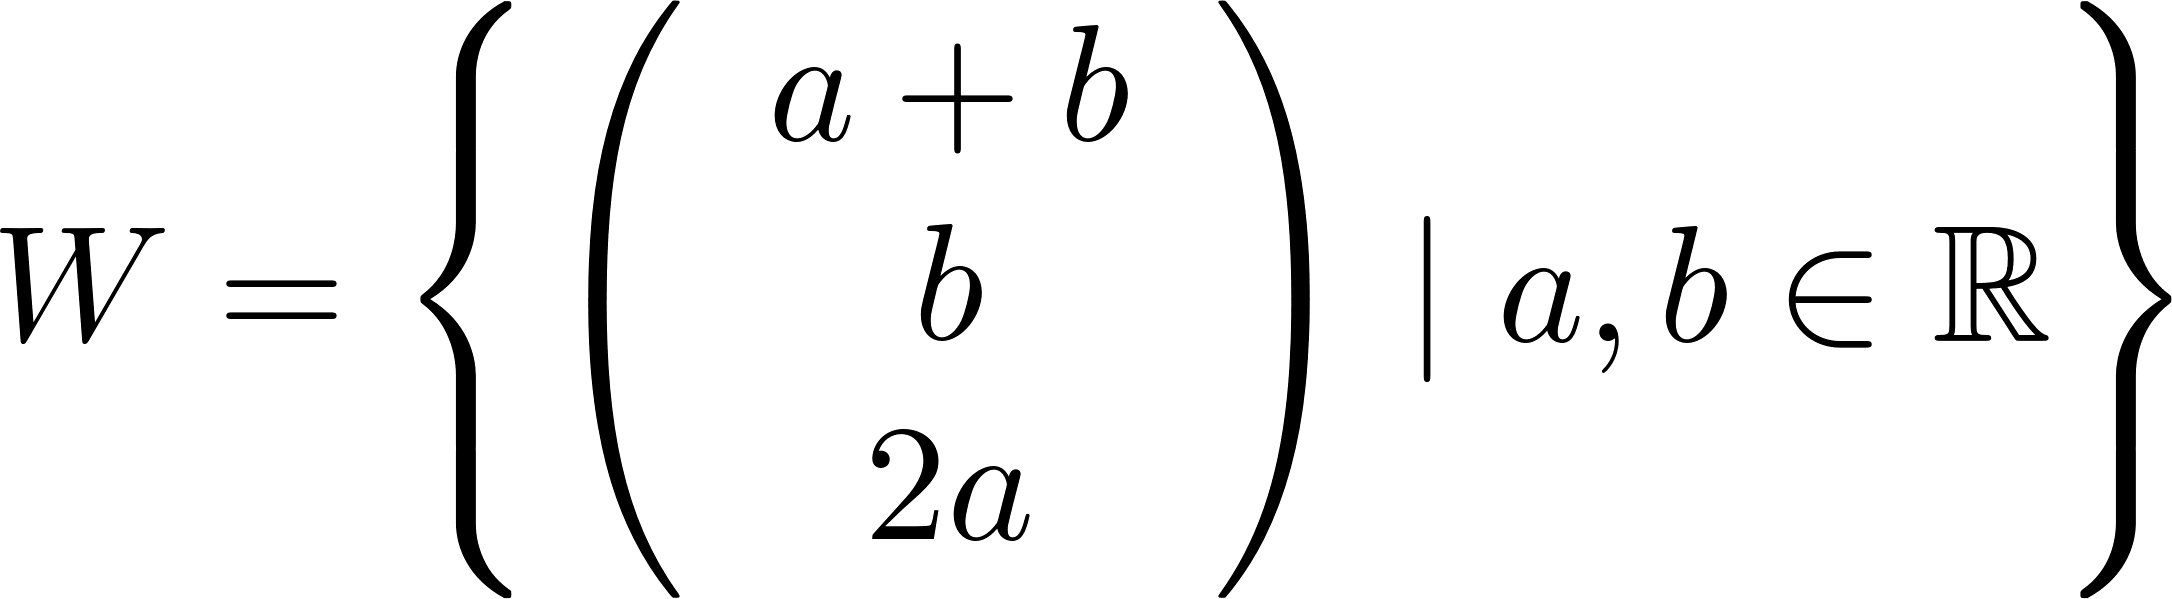 W = { ( a + b
b
2a ) | a, b ∈ ℝ }